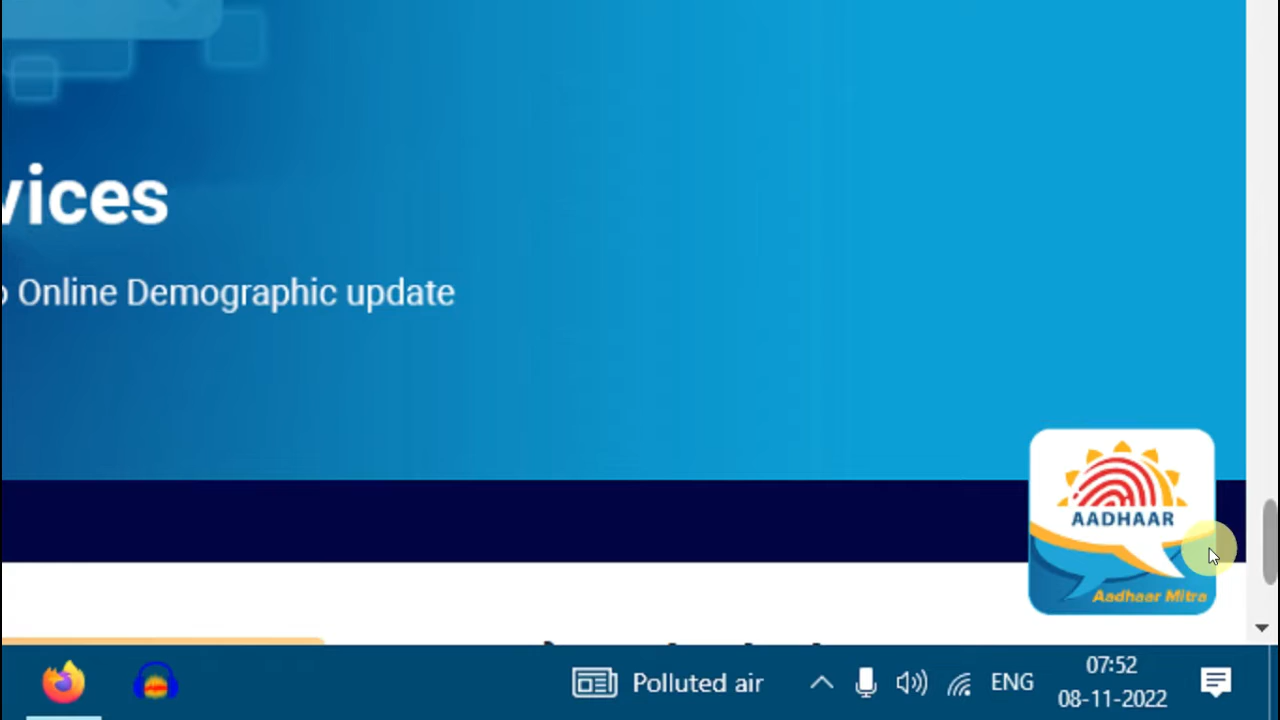 vices
Online Demographic update
AADHAAR
Aadhaar Mitra
Polluted air
ENG
07:52
08-11-2022